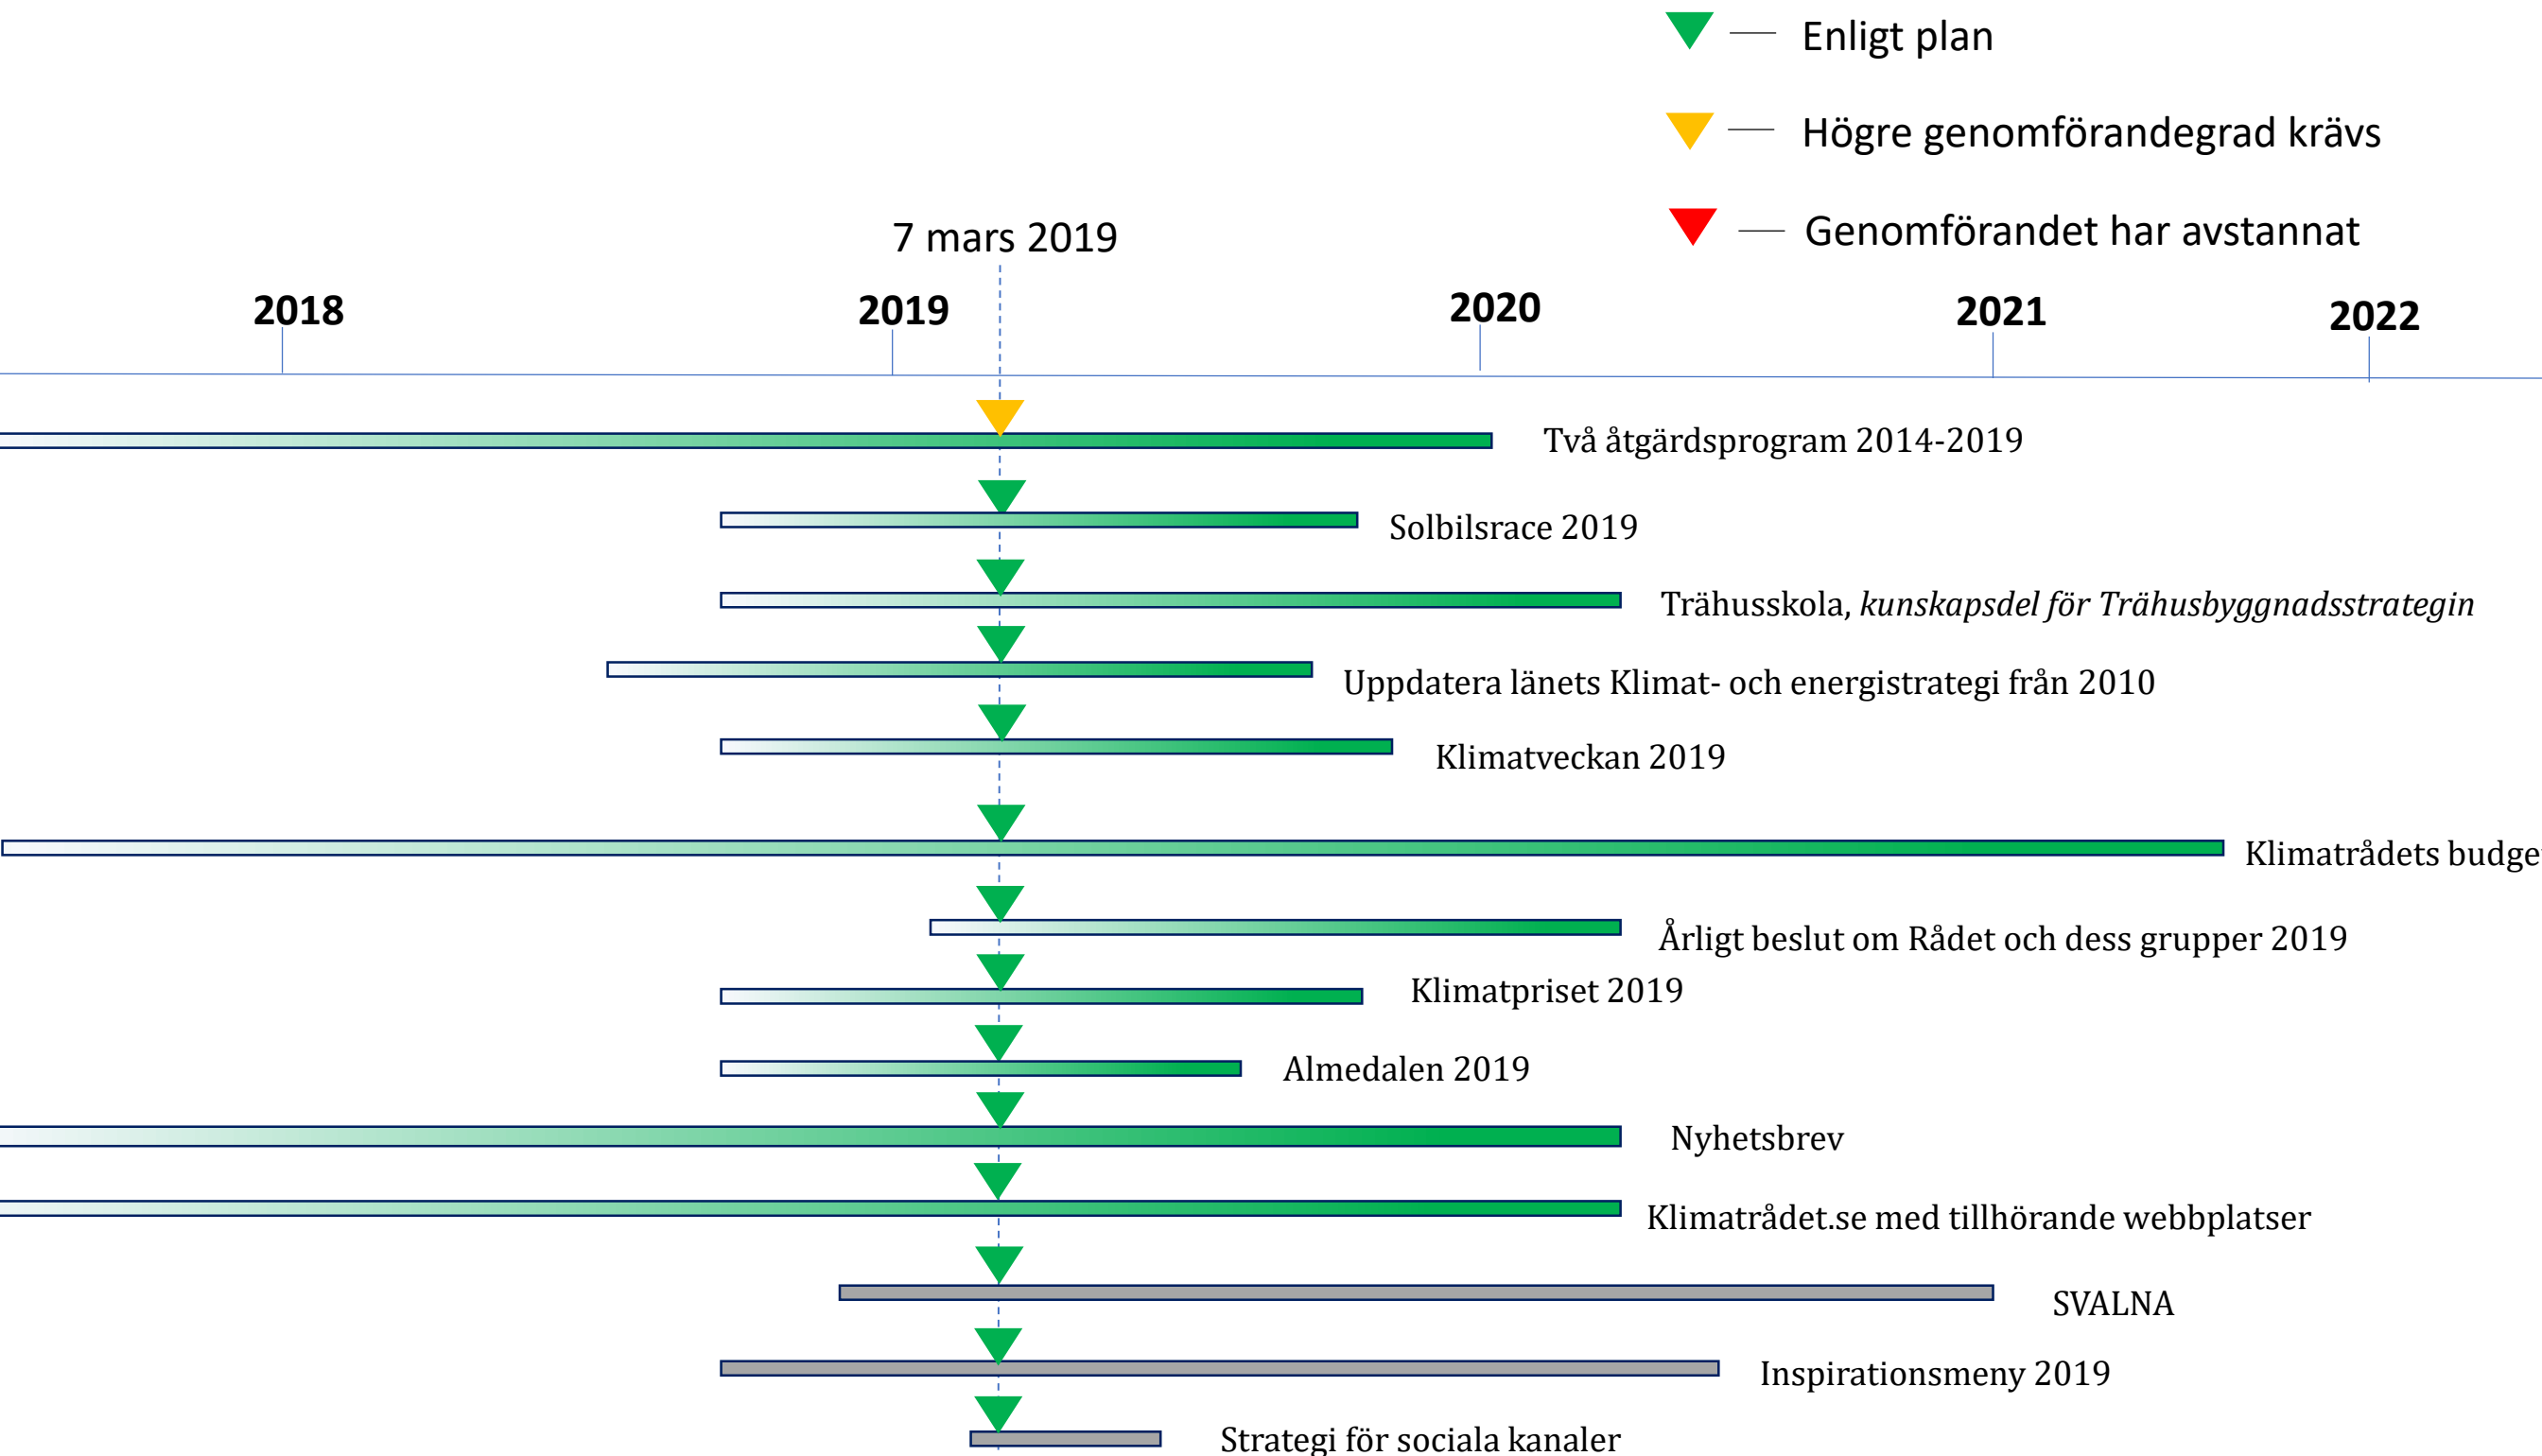 Enligt plan
Högre genomförandegrad krävs
Genomförandet har avstannat
7 mars 2019
2018 2019 2020 2021 2022
Två åtgärdsprogram 2014-2019
Solbilsrace 2019
Trähusskola, kunskapsdel för Trähusbyggnadsstrategin
Uppdatera länets Klimat- och energistrategi från 2010
Klimatveckan 2019
Klimatrådets budge
Årligt beslut om Rådet och dess grupper 2019
Klimatpriset 2019
Almedalen 2019
Nyhetsbrev
Klimatrådet.se med tillhörande webbplatser
SVALNA
Inspirationsmeny 2019
Strategi för sociala kanaler